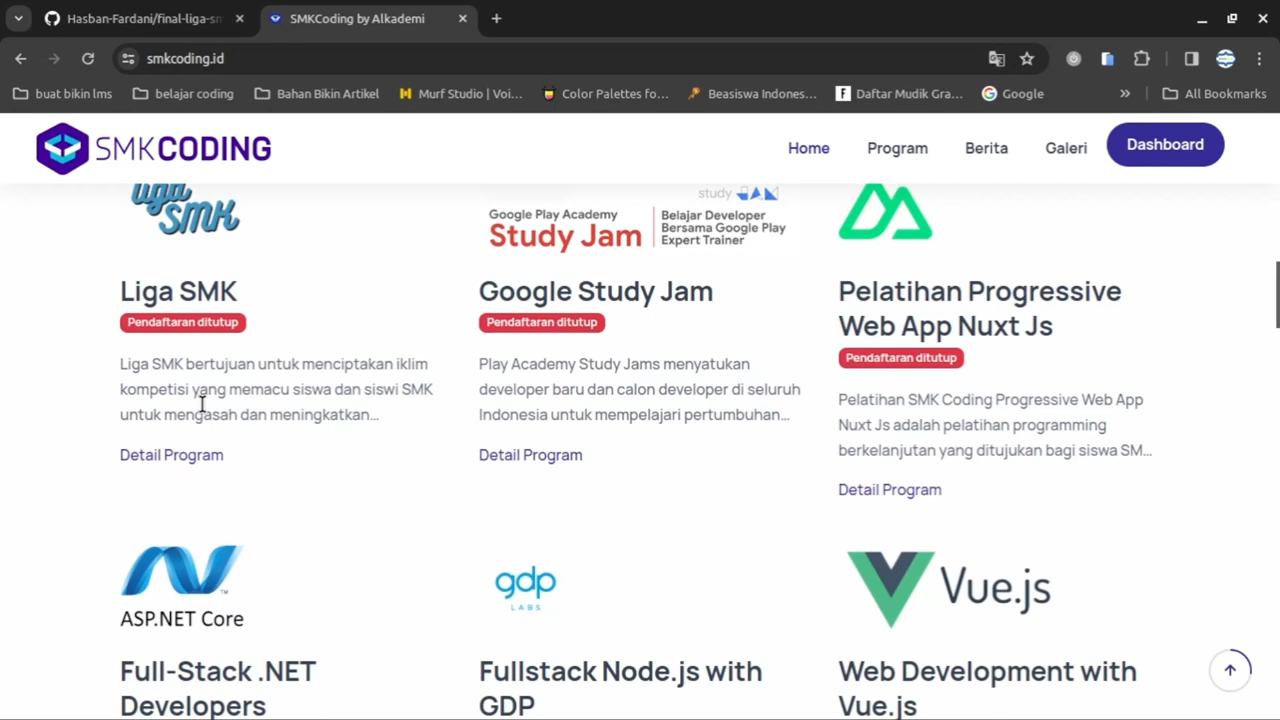 Hasban-Fardani/final-liga-sm
SMKCoding by Alkademi
smkcoding.id
buat bikin lms
belajar coding
Bahan Bikin Artikel
Murf Studio | Voi...
Color Palettes fo...
Beasiswa Indones...
Daftar Mudik Gra...
Google
All Bookmarks
SMKCODING
Home
Program
Berita
Galeri
Dashboard
liga
SMK
Google Play Academy
Study Jam
study JAM
Belajar Developer
Bersama Google Play
Expert Trainer
Liga SMK
Pendaftaran ditutup
Liga SMK bertujuan untuk menciptakan iklim
kompetisi yang memacu siswa dan siswi SMK
untuk mengasah dan meningkatkan...
Detail Program
Google Study Jam
Pendaftaran ditutup
Play Academy Study Jams menyatukan
developer baru dan calon developer di seluruh
Indonesia untuk mempelajari pertumbuhan...
Detail Program
Pelatihan Progressive
Web App Nuxt Js
Pendaftaran ditutup
Pelatihan SMK Coding Progressive Web App
Nuxt Js adalah pelatihan programming
berkelanjutan yang ditujukan bagi siswa SM...
Detail Program
ASP.NET Core
Full-Stack .NET
Developers
gdp
LABS
Fullstack Node.js with
GDP
Vue.js
Web Development with
Vue.js